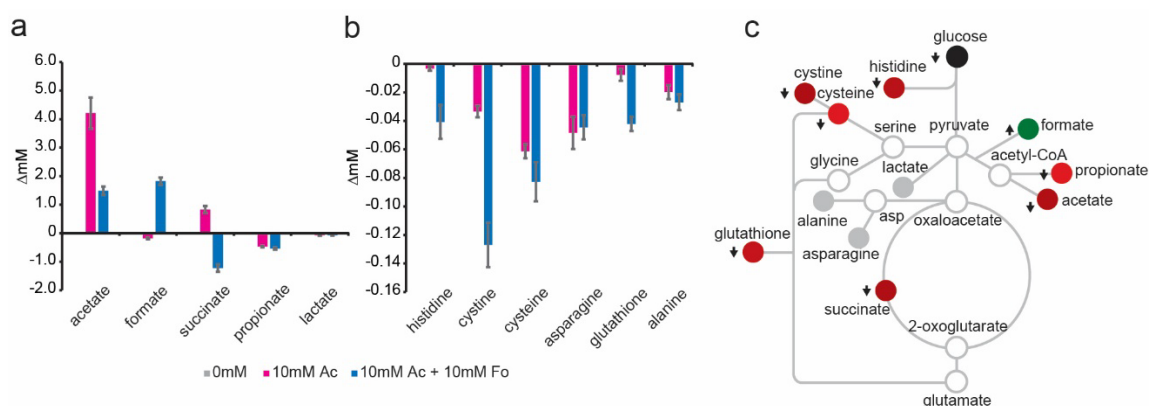 a
ΔmM
6.0
5.0
4.0
3.0
2.0
1.0
0
-1.0
-2.0
acetate
formate
succinate
propionate
lactate
b
ΔmM
0
-0.02
-0.04
-0.06
-0.08
-0.10
-0.12
-0.14
-0.16
histidine
cystine
cysteine
asparagine
glutathione
alanine
0mM 10mM Ac 10mM Ac + 10mM Fo
c
glucose
histidine
cystine
cysteine
serine
pyruvate
formate
acetyl-CoA
propionate
glycine
lactate
acetate
alanine
asp
oxaloacetate
glutathione
asparagine
succinate
2-oxoglutarate
glutamate